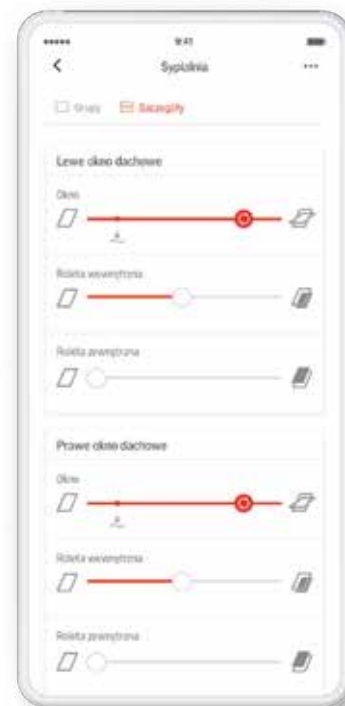 9:41
Sypialnia
Grupy Szczegóły
Lewe okno dachowe
Okno
Roleta wewnętrzna
Roleta zewnętrzna
Prawe okno dachowe
Okno
Roleta wewnętrzna
Roleta zewnętrzna